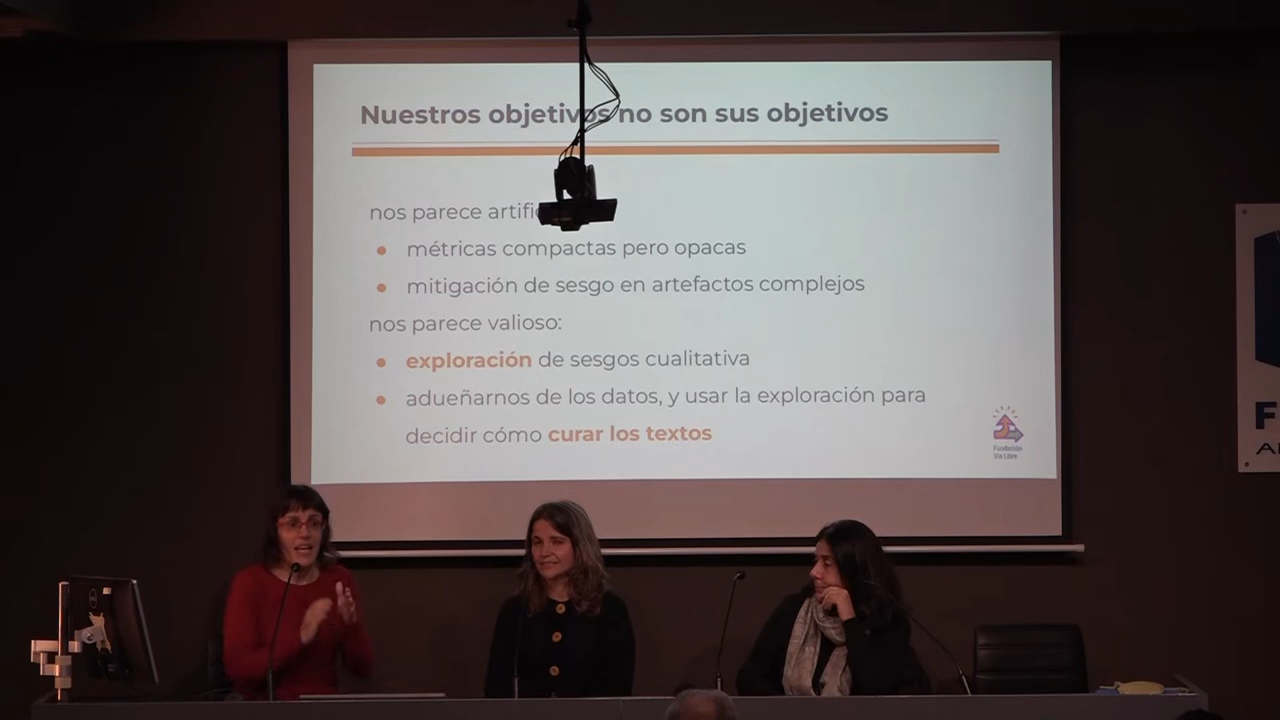 Nuestros objetivos no son sus objetivos
nos parece
métricas compactas pero opacas
mitigación de sesgo en artefactos complejos
nos parece valioso:
exploración de sesgos cualitativa
adueñarnos de los datos, y usar la exploración para
decidir cómo curar los textos
Fundación
Vía Libre
F